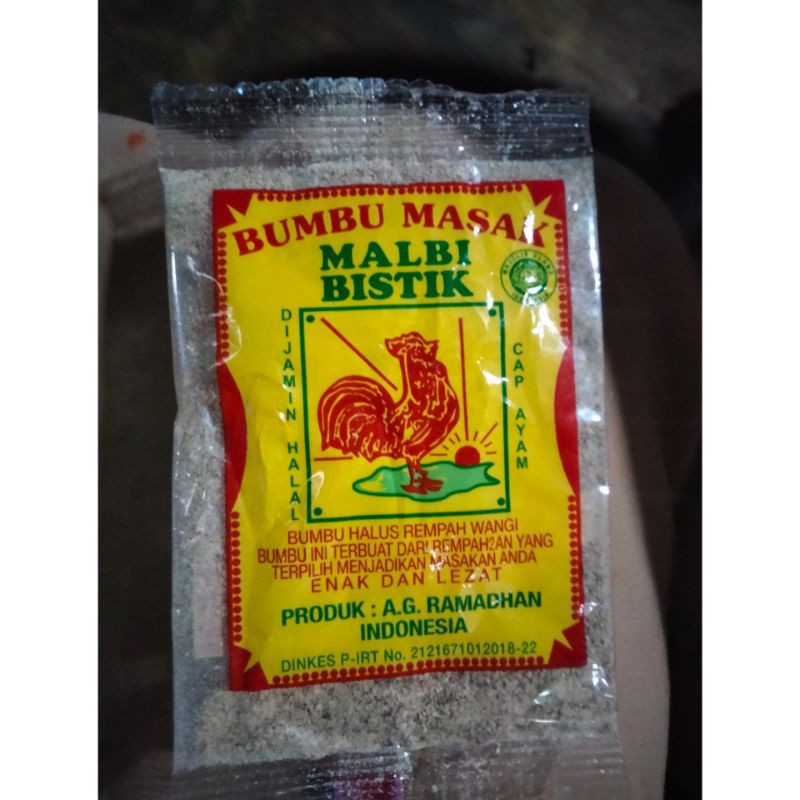 BUMBU MASAK
MALBI
BISTIK
DIJAMIN HALAL
CAP AYAM
BUMBU HALUS REMPAH WANGI
BUMBU INI TERBUAT DARI REMPAH2AN YANG
TERPILIH MENJADIKAN MASAKAN ANDA
ENAK DAN LEZAT
PRODUK : A.G. RAMADHAN
INDONESIA
DINKES P-IRT No. 2121671012018-22